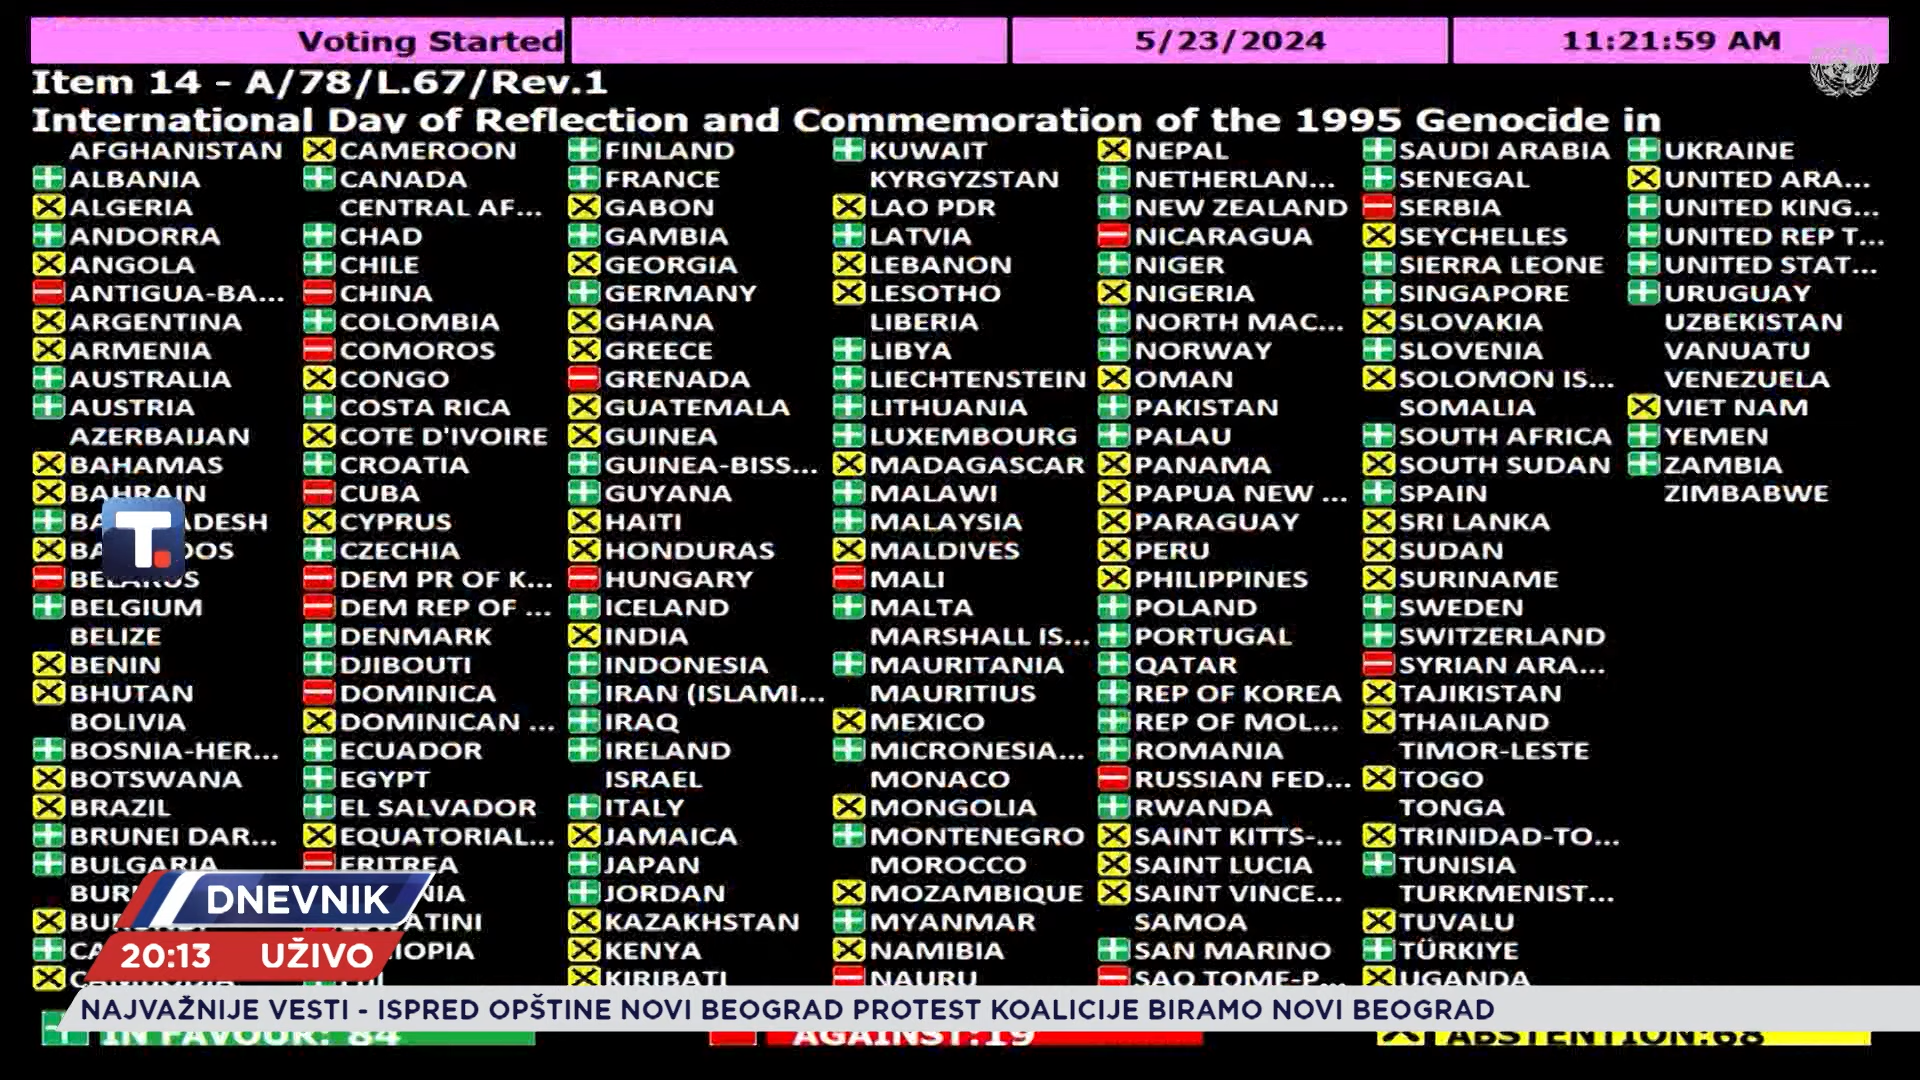 Voting Started 5/23/2024 11:21:59 AM
Item 14 - A/78/L.67/Rev.1
International Day of Reflection and Commemoration of the 1995 Genocide in
AFGHANISTAN
ALBANIA
ALGERIA
ANDORRA
ANGOLA
ANTIGUA-BA...
ARGENTINA
ARMENIA
AUSTRALIA
AUSTRIA
AZERBAIJAN
BAHAMAS
BAHRAIN
BELARUS
BELGIUM
BELIZE
BENIN
BHUTAN
BOLIVIA
BOSNIA-HER...
BOTSWANA
BRAZIL
BRUNEI DAR...
BULGARIA
CAMEROON
CANADA
CENTRAL AF...
CHAD
CHILE
CHINA
COLOMBIA
COMOROS
CONGO
COSTA RICA
COTE D'IVOIRE
CROATIA
CUBA
CYPRUS
CZECHIA
DEM PR OF K...
DEM REP OF ...
DENMARK
DJIBOUTI
DOMINICA
DOMINICAN ...
ECUADOR
EGYPT
EL SALVADOR
EQUATORIAL...
ERITREA
FINLAND
FRANCE
GABON
GAMBIA
GEORGIA
GERMANY
GHANA
GREECE
GRENADA
GUATEMALA
GUINEA
GUINEA-BISS...
GUYANA
HAITI
HONDURAS
HUNGARY
ICELAND
INDIA
INDONESIA
IRAN (ISLAMI...
IRAQ
IRELAND
ISRAEL
ITALY
JAMAICA
JAPAN
JORDAN
KAZAKHSTAN
KENYA
KIRIBATI
KUWAIT
KYRGYZSTAN
LAO PDR
LATVIA
LEBANON
LESOTHO
LIBERIA
LIBYA
LIECHTENSTEIN
LITHUANIA
LUXEMBOURG
MADAGASCAR
MALAWI
MALAYSIA
MALDIVES
MALI
MALTA
MARSHALL IS...
MAURITANIA
MAURITIUS
MEXICO
MICRONESIA...
MONACO
MONGOLIA
MONTENEGRO
MOROCCO
MOZAMBIQUE
MYANMAR
NAMIBIA
NAURU
NEPAL
NETHERLAN...
NEW ZEALAND
NICARAGUA
NIGER
NIGERIA
NORTH MAC...
NORWAY
OMAN
PAKISTAN
PALAU
PANAMA
PAPUA NEW ...
PARAGUAY
PERU
PHILIPPINES
POLAND
PORTUGAL
QATAR
REP OF KOREA
REP OF MOL...
ROMANIA
RUSSIAN FED...
RWANDA
SAINT KITTS-...
SAINT LUCIA
SAINT VINCE...
SAMOA
SAN MARINO
SAO TOME-P...
SAUDI ARABIA
SENEGAL
SERBIA
SEYCHELLES
SIERRA LEONE
SINGAPORE
SLOVAKIA
SLOVENIA
SOLOMON IS...
SOMALIA
SOUTH AFRICA
SOUTH SUDAN
SPAIN
SRI LANKA
SUDAN
SURINAME
SWEDEN
SWITZERLAND
SYRIAN ARA...
TAJIKISTAN
THAILAND
TIMOR-LESTE
TOGO
TONGA
TRINIDAD-TO...
TUNISIA
TURKMENIST...
TUVALU
TÜRKIYE
UGANDA
UKRAINE
UNITED ARA...
UNITED KING...
UNITED REP T...
UNITED STAT...
URUGUAY
UZBEKISTAN
VANUATU
VENEZUELA
VIET NAM
YEMEN
ZAMBIA
ZIMBABWE
T.
DNEVNIK
20:13 UŽIVO
NAJVAŽNIJE VESTI - ISPRED OPŠTINE NOVI BEOGRAD PROTEST KOALICIJE BIRAMO NOVI BEOGRAD
IN FAVOUR: 84 AGAINST:19 ABSTENTION:68